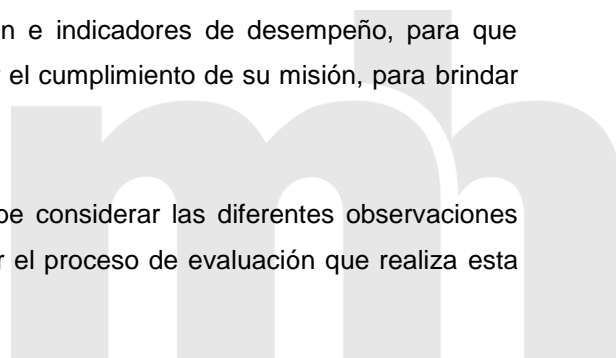 n e indicadores de desempeño, para que
el cumplimiento de su misión, para brindar
be considerar las diferentes observaciones
r el proceso de evaluación que realiza esta
mh